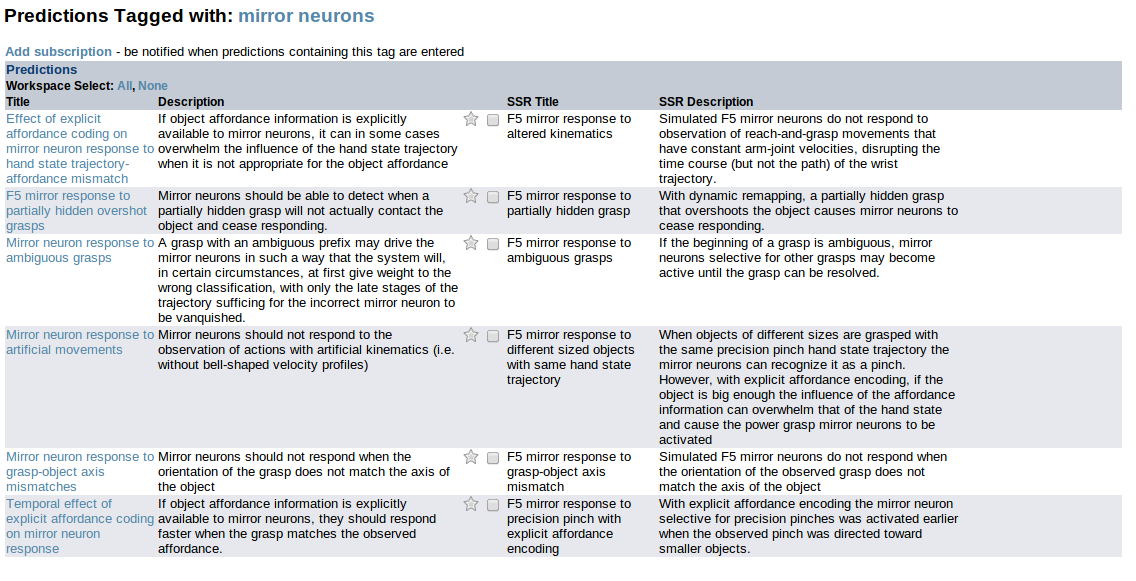 Predictions Tagged with: mirror neurons
Add subscription - be notified when predictions containing this tag are entered
Predictions
Workspace Select: All, None
Title Description SSR Title SSR Description
Effect of explicit
affordance coding on
mirror neuron response to
hand state trajectory-
affordance mismatch
If object affordance information is explicitly
available to mirror neurons, it can in some cases
overwhelm the influence of the hand state trajectory
when it is not appropriate for the object affordance
F5 mirror response to
altered kinematics
Simulated F5 mirror neurons do not respond to
observation of reach-and-grasp movements that
have constant arm-joint velocities, disrupting the
time course (but not the path) of the wrist
trajectory.
F5 mirror response to
partially hidden overshot
grasps
Mirror neurons should be able to detect when a
partially hidden grasp will not actually contact the
object and cease responding.
F5 mirror response to
partially hidden grasp
With dynamic remapping, a partially hidden grasp
that overshoots the object causes mirror neurons to
cease responding.
Mirror neuron response to
ambiguous grasps
A grasp with an ambiguous prefix may drive the
mirror neurons in such a way that the system will,
in certain circumstances, at first give weight to the
wrong classification, with only the late stages of the
trajectory sufficing for the incorrect mirror neuron to
be vanquished.
F5 mirror response to
ambiguous grasps
If the beginning of a grasp is ambiguous, mirror
neurons selective for other grasps may become
active until the grasp can be resolved.
Mirror neuron response to
artificial movements
Mirror neurons should not respond to the
observation of actions with artificial kinematics (i.e.
without bell-shaped velocity profiles)
F5 mirror response to
different sized objects
with same hand state
trajectory
When objects of different sizes are grasped with
the same precision pinch hand state trajectory the
mirror neurons can recognize it as a pinch.
However, with explicit affordance encoding, if the
object is big enough the influence of the affordance
information can overwhelm that of the hand state
and cause the power grasp mirror neurons to be
activated
Mirror neuron response to
grasp-object axis
mismatches
Mirror neurons should not respond when the
orientation of the grasp does not match the axis of
the object
F5 mirror response to
grasp-object axis
mismatch
Simulated F5 mirror neurons do not respond when
the orientation of the observed grasp does not
match the axis of the object
Temporal effect of
explicit affordance coding
on mirror neuron
response
If object affordance information is explicitly
available to mirror neurons, they should respond
faster when the grasp matches the observed
affordance.
F5 mirror response to
precision pinch with
explicit affordance
encoding
With explicit affordance encoding the mirror neuron
selective for precision pinches was activated earlier
when the observed pinch was directed toward
smaller objects.